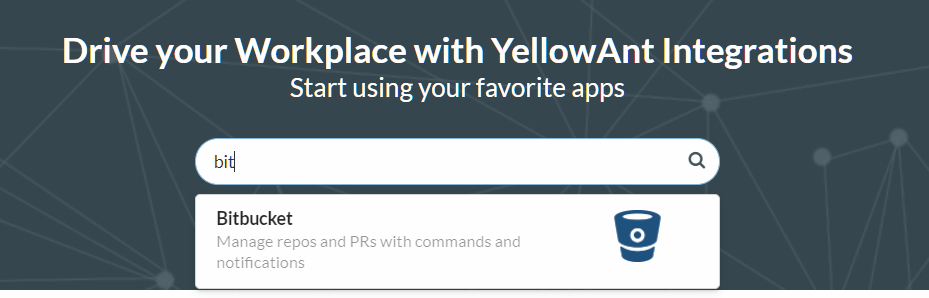 Drive your Workplace with YellowAnt Integrations
Start using your favorite apps
bit
Bitbucket
Manage repos and PRs with commands and
notifications